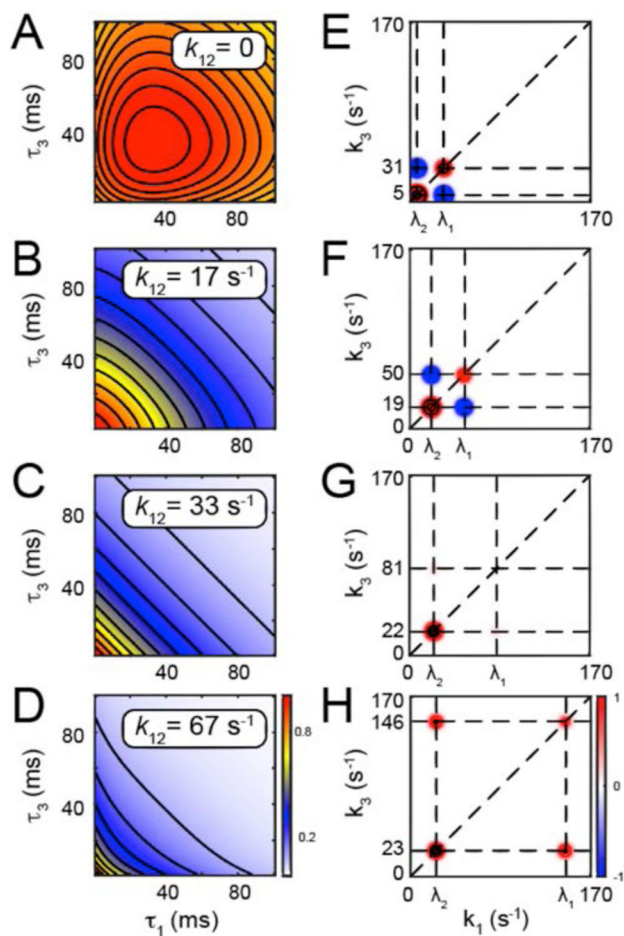 A
k₁₂ = 0
80
40
τ₃ (ms)
40
80
E
170
k₃ (s⁻¹)
31
5
λ₂
λ₁
170
B
k₁₂ = 17 s⁻¹
80
40
τ₃ (ms)
40
80
F
170
k₃ (s⁻¹)
50
19
0
0
λ₂
λ₁
170
C
k₁₂ = 33 s⁻¹
80
40
τ₃ (ms)
40
80
G
170
k₃ (s⁻¹)
81
22
0
0
λ₂
λ₁
170
D
k₁₂ = 67 s⁻¹
80
40
τ₃ (ms)
40
80
τ₁ (ms)
0.8
0.2
H
170
146
k₃ (s⁻¹)
23
0
0
λ₂
λ₁
170
k₁ (s⁻¹)
1
0
-1